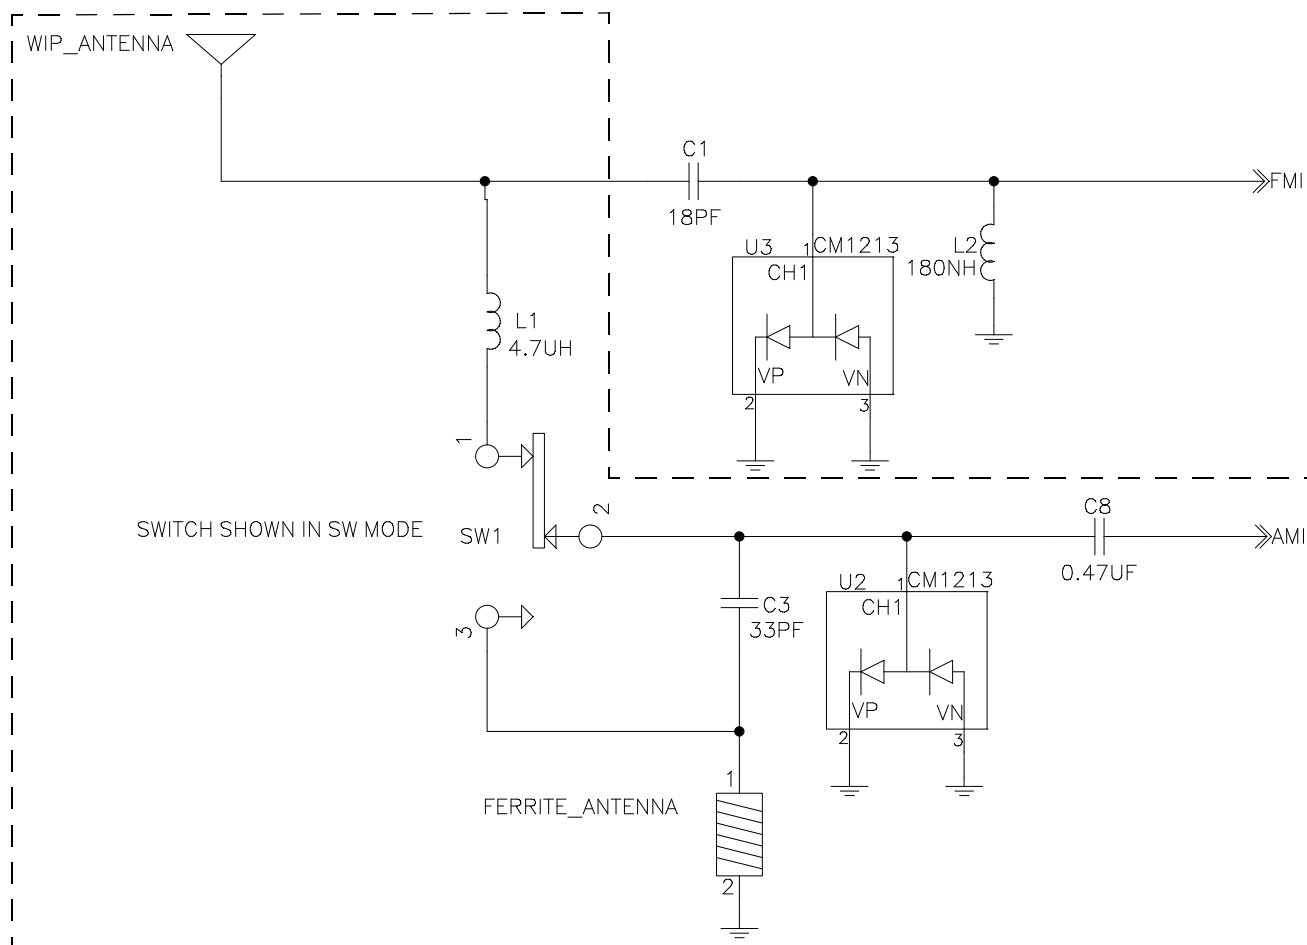 WIP_ANTENNA
C1
18PF
FMI
U3
1
CM1213
CH1
L2
180NH
VP
VN
2
3
L1
4.7UH
1
SWITCH SHOWN IN SW MODE
SW1
2
C8
0.47UF
AMI
U2
1
CM1213
CH1
C3
33PF
3
VP
VN
2
3
1
FERRITE_ANTENNA
2